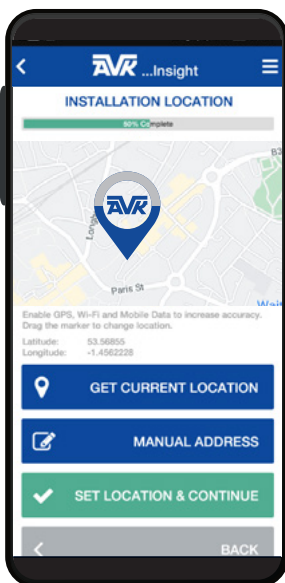 AVK ...Insight
INSTALLATION LOCATION
50% Complete
B3
AVK
Paris St
Enable GPS, Wi-Fi and Mobile Data to increase accuracy.
Drag the marker to change location.
Latitude: 53.56855
Longitude: -1.4562228
GET CURRENT LOCATION
MANUAL ADDRESS
SET LOCATION & CONTINUE
BACK